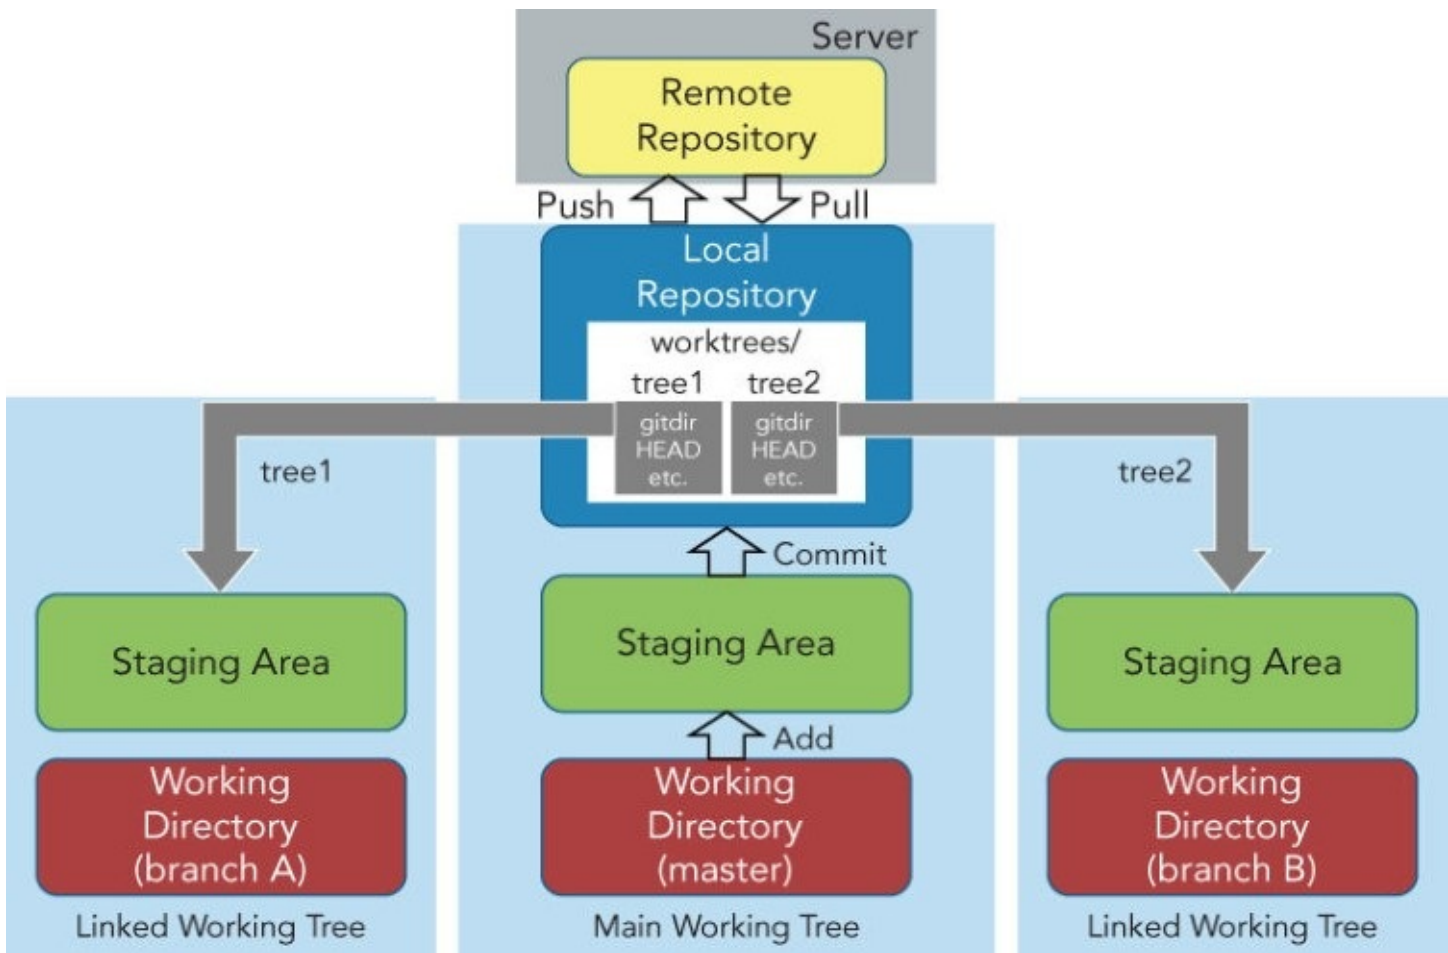 Server
Remote
Repository
Push
Pull
Local
Repository
worktrees/
tree1
tree2
gitdir
HEAD
etc.
gitdir
HEAD
etc.
tree1
tree2
Commit
Staging Area
Staging Area
Staging Area
Add
Working
Directory
(branch A)
Working
Directory
(master)
Working
Directory
(branch B)
Linked Working Tree
Main Working Tree
Linked Working Tree